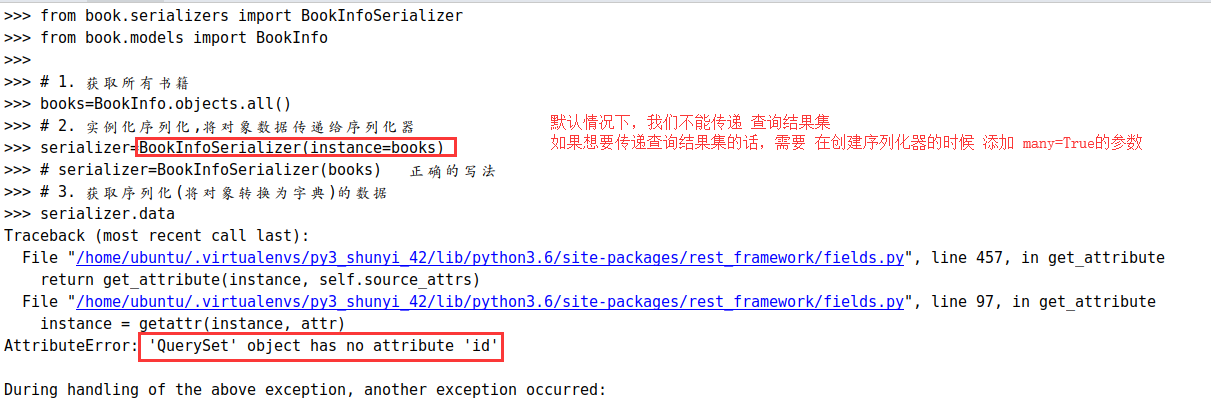 >>> from book.serializers import BookInfoSerializer
>>> from book.models import BookInfo
>>>
>>> # 1. 获取所有书籍
>>> books=BookInfo.objects.all()
>>> # 2. 实例化序列化,将对象数据传递给序列化器
默认情况下，我们不能传递 查询结果集
>>> serializer=BookInfoSerializer(instance=books)
如果想要传递查询结果集的话，需要 在创建序列化器的时候 添加 many=True的参数
>>> # serializer=BookInfoSerializer(books)   正确的写法
>>> # 3. 获取序列化(将对象转换为字典)的数据
>>> serializer.data
Traceback (most recent call last):
  File "/home/ubuntu/.virtualenvs/py3_shunyi_42/lib/python3.6/site-packages/rest_framework/fields.py", line 457, in get_attribute
    return get_attribute(instance, self.source_attrs)
  File "/home/ubuntu/.virtualenvs/py3_shunyi_42/lib/python3.6/site-packages/rest_framework/fields.py", line 97, in get_attribute
    instance = getattr(instance, attr)
AttributeError: 'QuerySet' object has no attribute 'id'
During handling of the above exception, another exception occurred: